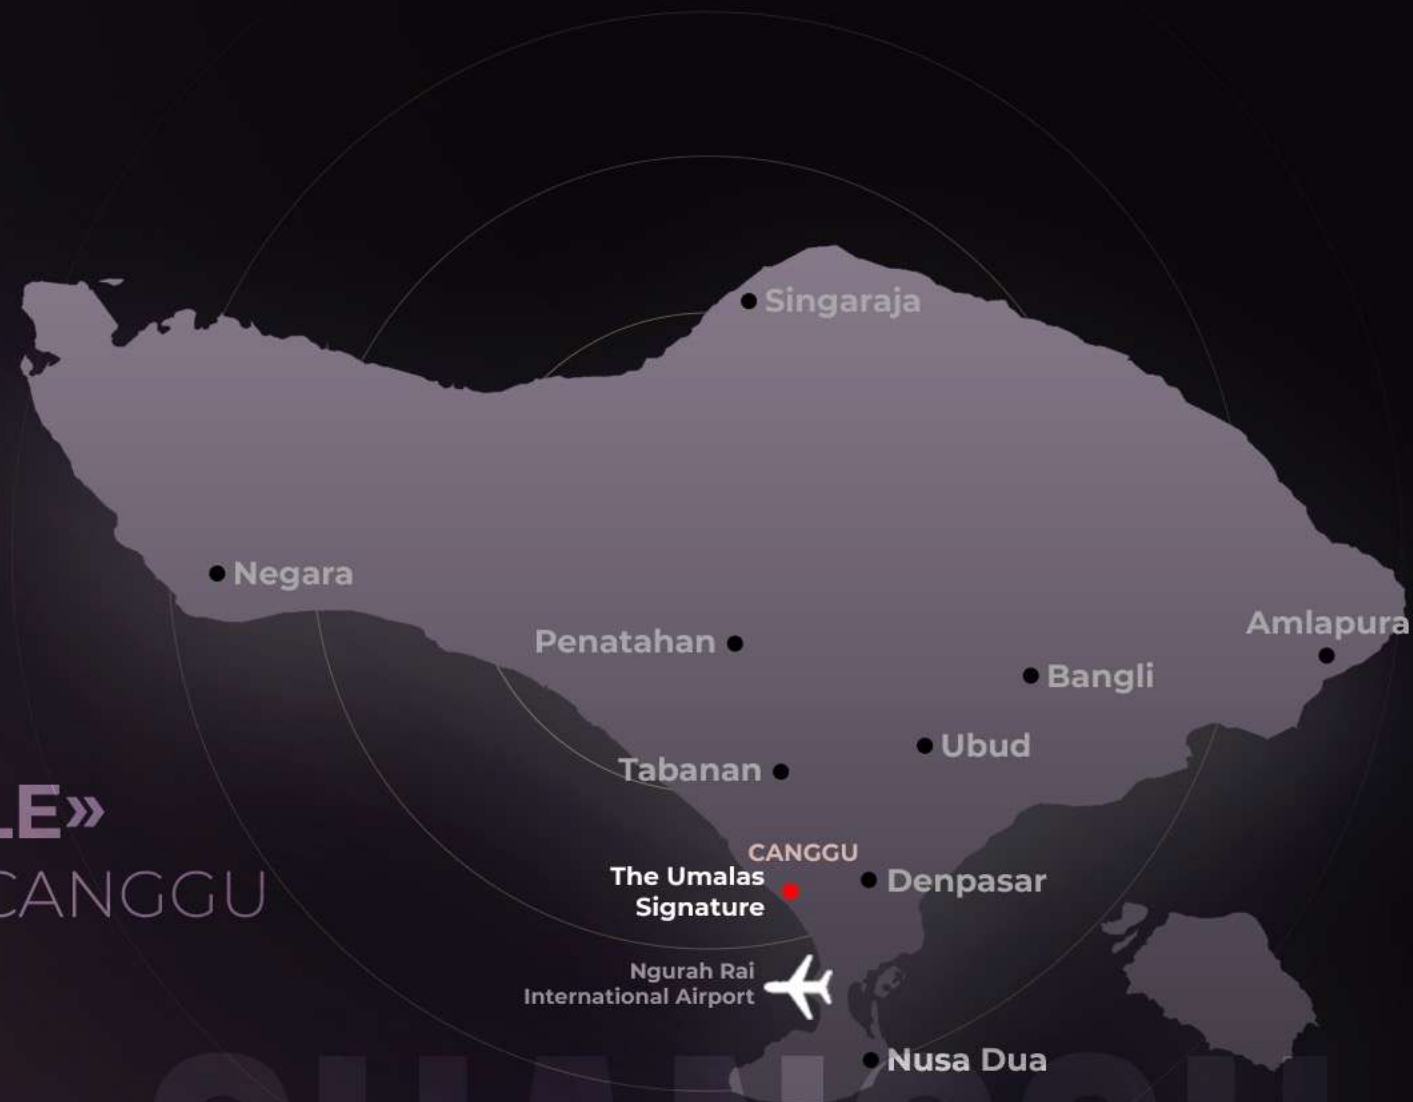 Singaraja
Negara
Amlapura
Penatahan
Bangli
Ubud
Tabanan
LE»
CANGGU
CANGGU
The Umalas
Signature
Denpasar
Ngurah Rai
International Airport
Nusa Dua